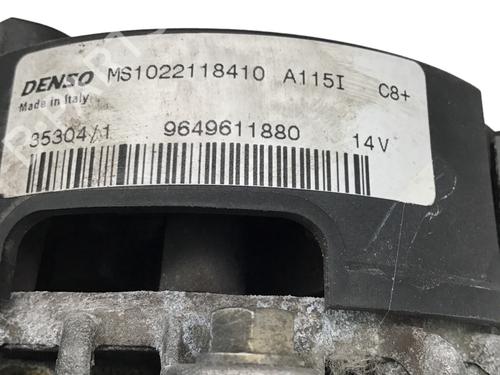 DENSO MS1022118410 A115I C8+
Made in Italy
35304/1 9649611880 14V